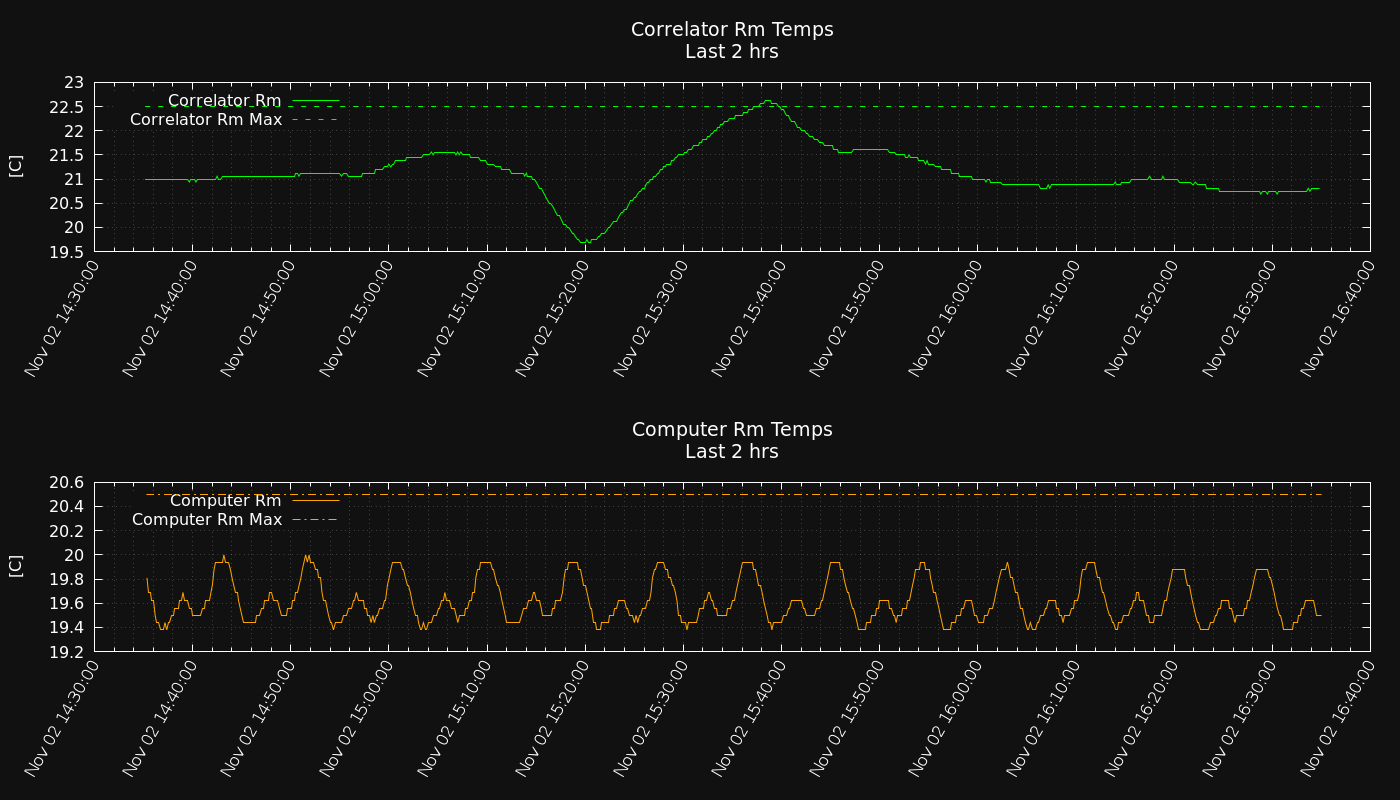 Correlator Rm Temps
Last 2 hrs
23
22.5
22
21.5
21
20.5
20
19.5
[C]
Correlator Rm
Correlator Rm Max
Nov 02 14:30:00
Nov 02 14:40:00
Nov 02 14:50:00
Nov 02 15:00:00
Nov 02 15:10:00
Nov 02 15:20:00
Nov 02 15:30:00
Nov 02 15:40:00
Nov 02 15:50:00
Nov 02 16:00:00
Nov 02 16:10:00
Nov 02 16:20:00
Nov 02 16:30:00
Nov 02 16:40:00
Computer Rm Temps
Last 2 hrs
20.6
20.4
20.2
20
19.8
19.6
19.4
19.2
[C]
Computer Rm
Computer Rm Max
Nov 02 14:30:00
Nov 02 14:40:00
Nov 02 14:50:00
Nov 02 15:00:00
Nov 02 15:10:00
Nov 02 15:20:00
Nov 02 15:30:00
Nov 02 15:40:00
Nov 02 15:50:00
Nov 02 16:00:00
Nov 02 16:10:00
Nov 02 16:20:00
Nov 02 16:30:00
Nov 02 16:40:00